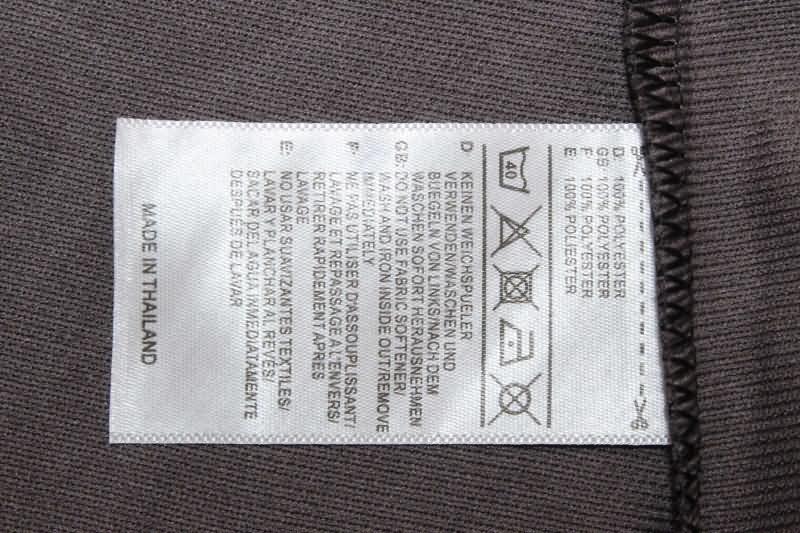 D: 100% POLYESTER
GB: 100% POLYESTER
F: 100% POLYESTER
E: 100% POLIESTER
40
D: KEINEN WEICHSPUELER
VERWENDEN/WASCHEN UND
BUEGELN VON LINKS/NACH DEM
WASCHEN SOFORT HERAUSNEHMEN
GB: DO NOT USE FABRIC SOFTENER/
WASH AND IRON INSIDE OUT/REMOVE
IMMEDIATELY
F: NE PAS UTILISER D'ASSOUPLISSANT/
LAVAGE ET REPASSAGE A L'ENVERS/
RETIRER RAPIDEMENT APRES
LAVAGE
E: NO USAR SUAVIZANTES TEXTILES/
LAVAR Y PLANCHAR AL REVES/
SACAR DEL AGUA IMMEDIATAMENTE
DESPUES DE LAVAR
MADE IN THAILAND